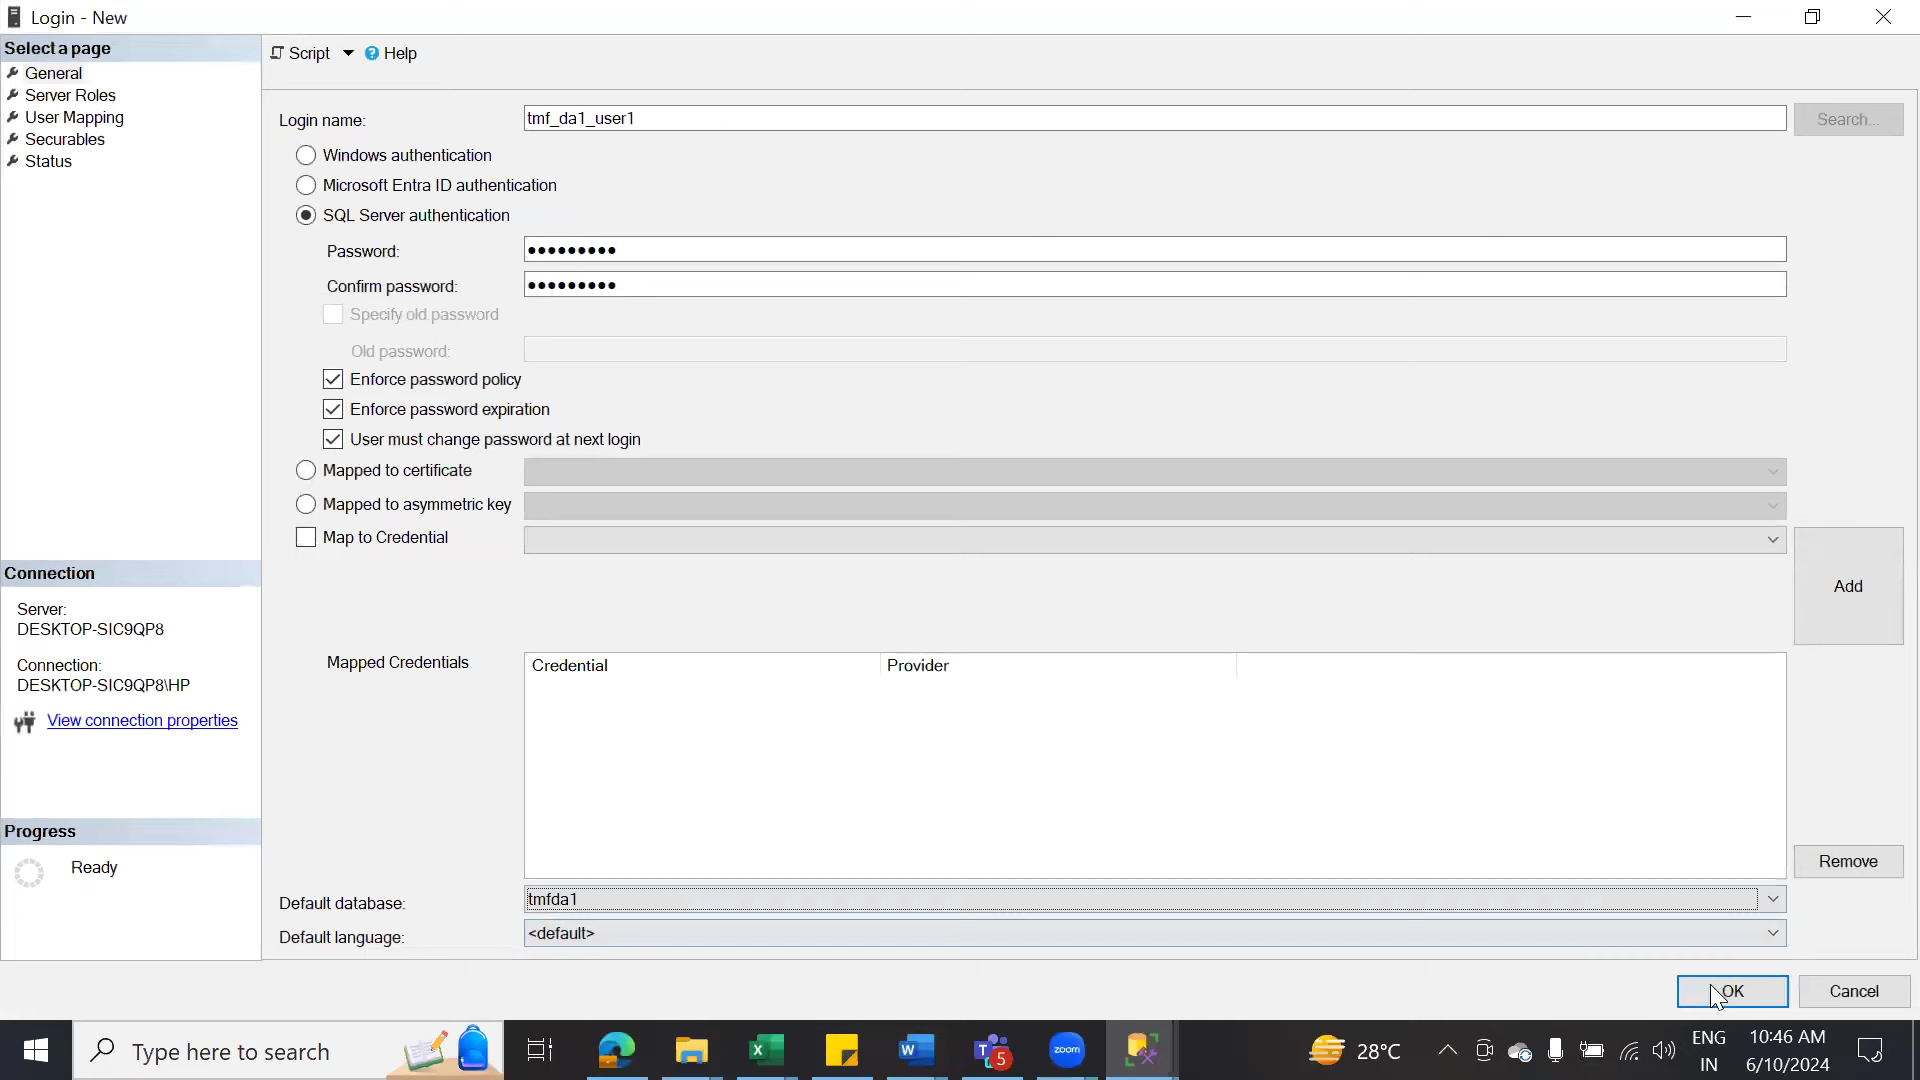 Login - New
Select a page
General
Server Roles
User Mapping
Securables
Status
Script Help
Login name: tmf_da1_user1 Search...
Windows authentication
Microsoft Entra ID authentication
SQL Server authentication
Password: ●●●●●●●●●
Confirm password: ●●●●●●●●●
Specify old password
Old password:
Enforce password policy
Enforce password expiration
User must change password at next login
Mapped to certificate
Mapped to asymmetric key
Map to Credential
Add
Mapped Credentials Credential Provider
Remove
Default database: tmfda1
Default language: <default>
Connection
Server:
DESKTOP-SIC9QP8
Connection:
DESKTOP-SIC9QP8\HP
View connection properties
Progress
Ready
OK Cancel
Type here to search
5
zoom
28°C
ENG
IN
10:46 AM
6/10/2024